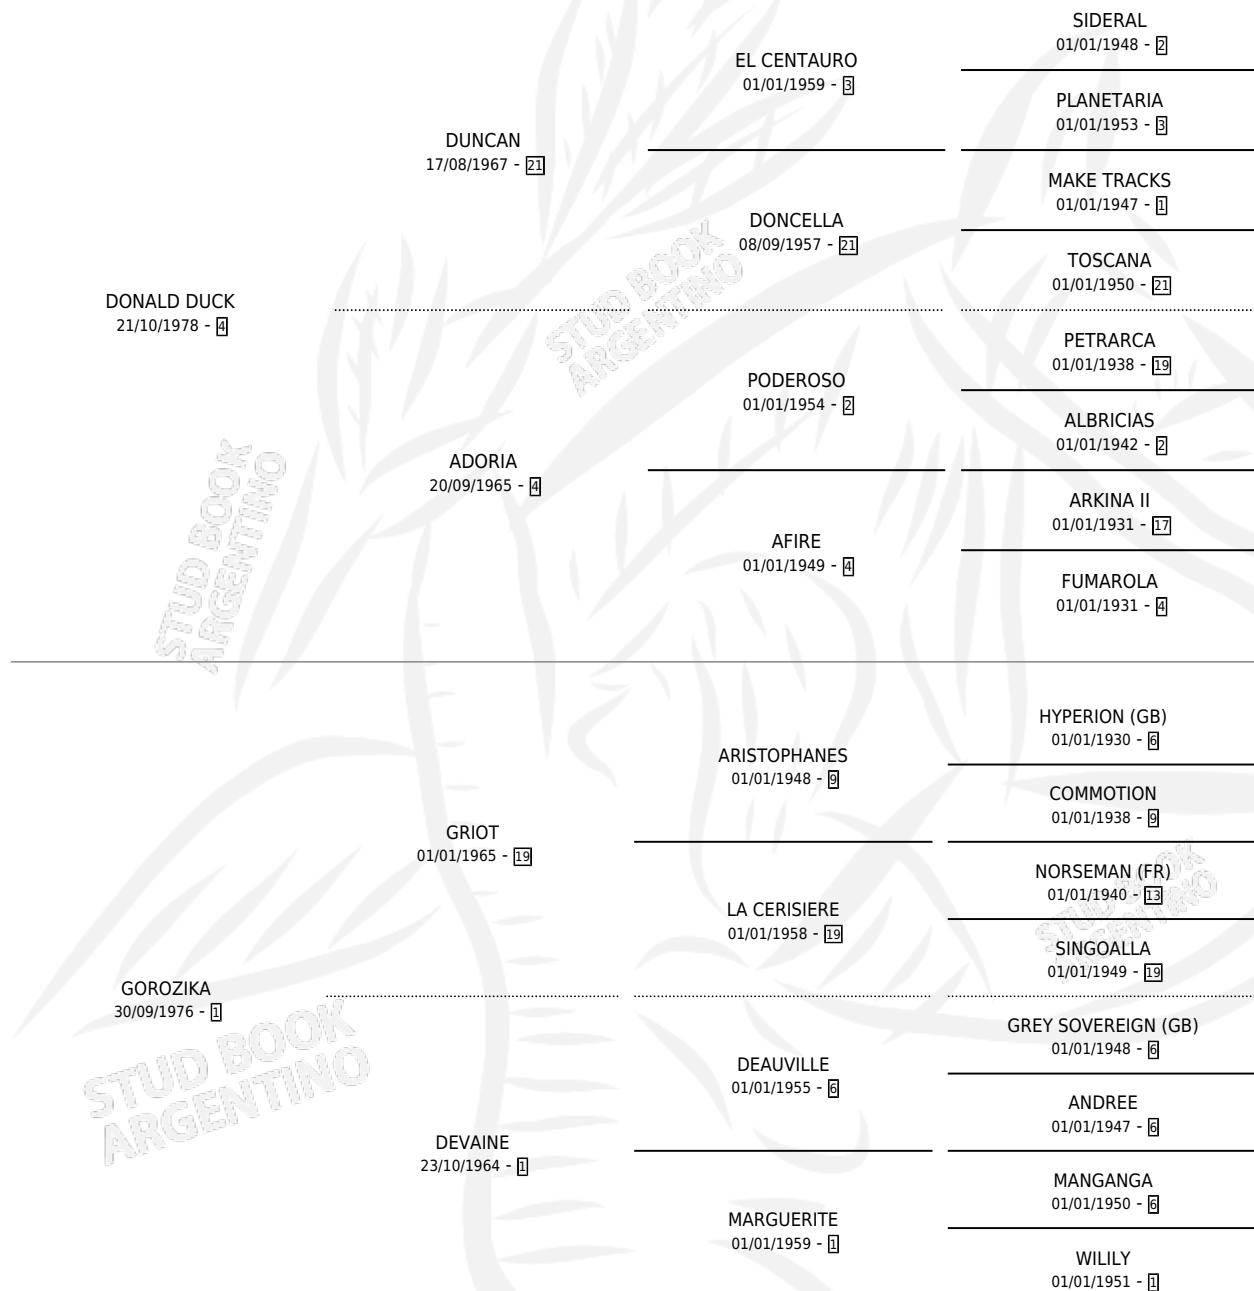 SIDERAL
01/01/1948 - 2
EL CENTAURO
01/01/1959 - 3
PLANETARIA
01/01/1953 - 3
DUNCAN
17/08/1967 - 21
MAKE TRACKS
01/01/1947 - 1
DONCELLA
08/09/1957 - 21
TOSCANA
01/01/1950 - 21
DONALD DUCK
21/10/1978 - 4
PETRARCA
01/01/1938 - 19
PODEROSO
01/01/1954 - 2
ALBRICIAS
01/01/1942 - 2
ADORIA
20/09/1965 - 4
ARKINA II
01/01/1931 - 17
AFIRE
01/01/1949 - 4
FUMAROLA
01/01/1931 - 4
STUD BOOK
ARGENTINO
STUD BOOK
ARGENTINO
HYPERION (GB)
01/01/1930 - 6
ARISTOPHANES
01/01/1948 - 9
COMMOTION
01/01/1938 - 9
GRIOT
01/01/1965 - 19
NORSEMAN (FR)
01/01/1940 - 13
LA CERISIERE
01/01/1958 - 19
SINGOALLA
01/01/1949 - 19
STUD BOOK
ARGENTINO
GOROZIKA
30/09/1976 - 1
GREY SOVEREIGN (GB)
01/01/1948 - 6
DEAUVILLE
01/01/1955 - 6
ANDREE
01/01/1947 - 6
DEVAINE
23/10/1964 - 1
MANGANGA
01/01/1950 - 6
MARGUERITE
01/01/1959 - 1
WILILY
01/01/1951 - 1
STUD BOOK
ARGENTINO